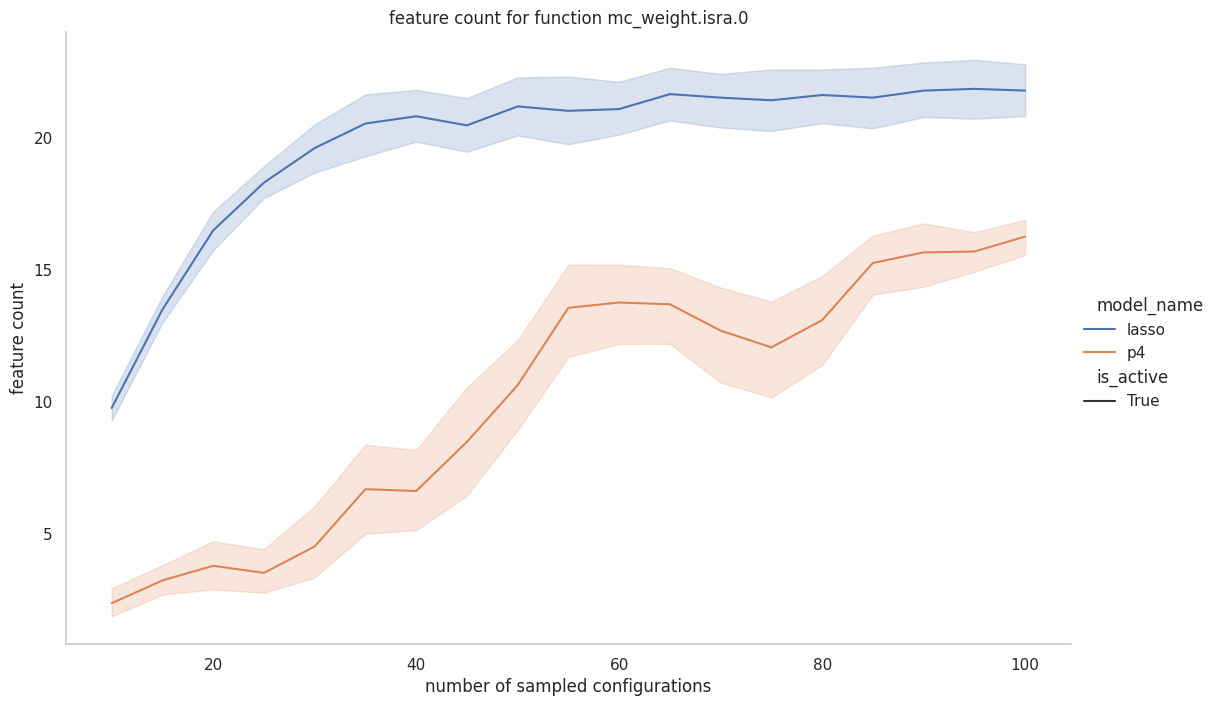 feature count for function mc_weight.isra.0
feature count
20
15
10
5
20
40
60
80
100
number of sampled configurations
model_name
lasso
p4
is_active
True